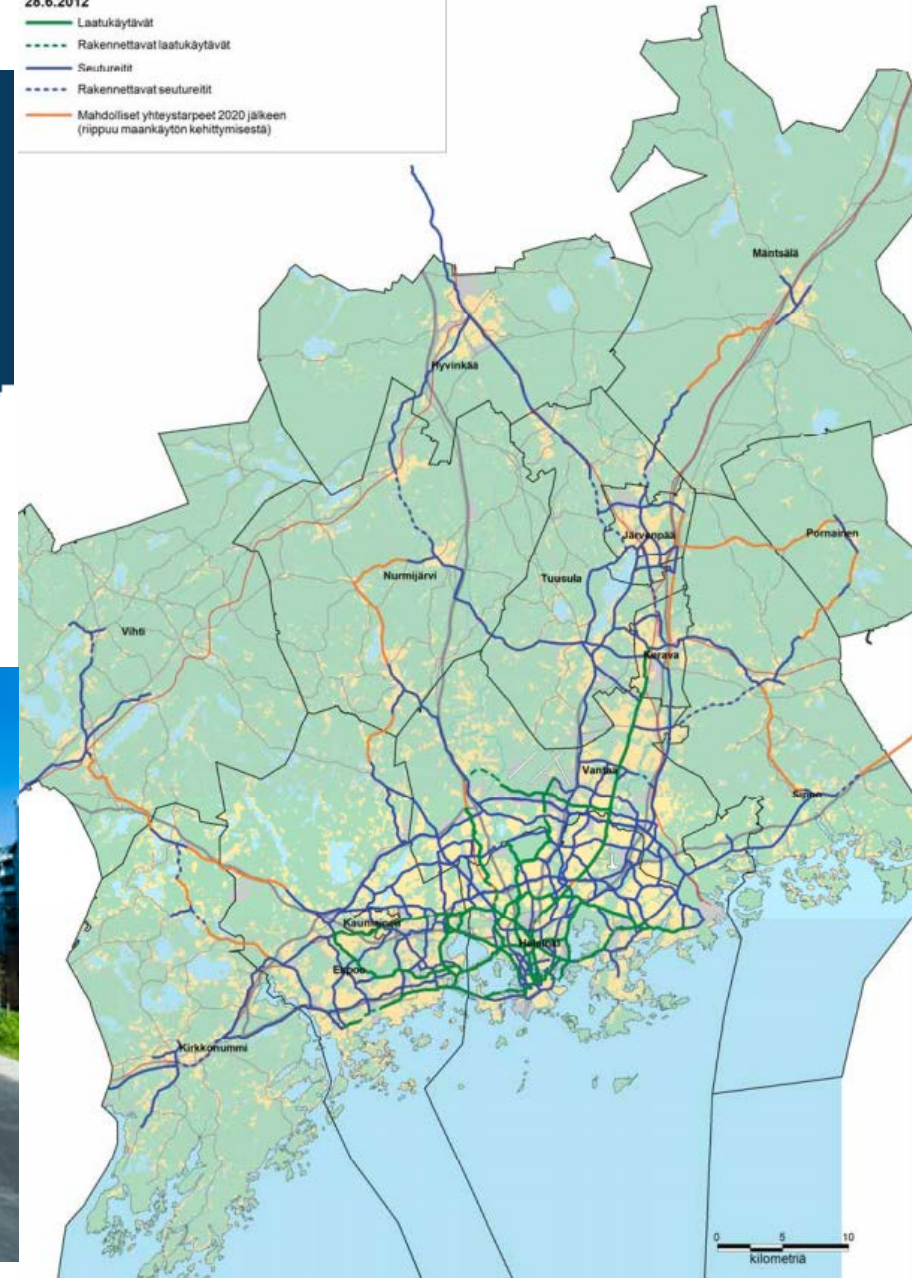 28.6.2012
Laatukäytävät
Rakennettavat laatukäytävät
Seutureitit
Rakennettavat seutureitit
Mahdolliset yhteystarpeet 2020 jälkeen
(riippuu maankäytön kehittymisestä)
Mäntsälä
Hyvinkää
Järvenpää
Pornainen
Nurmijärvi
Tuusula
Vihti
Kerava
Vantaa
Sipoo
Kauniainen
Helsinki
Espoo
Kirkkonummi
0 5 10
kilometriä